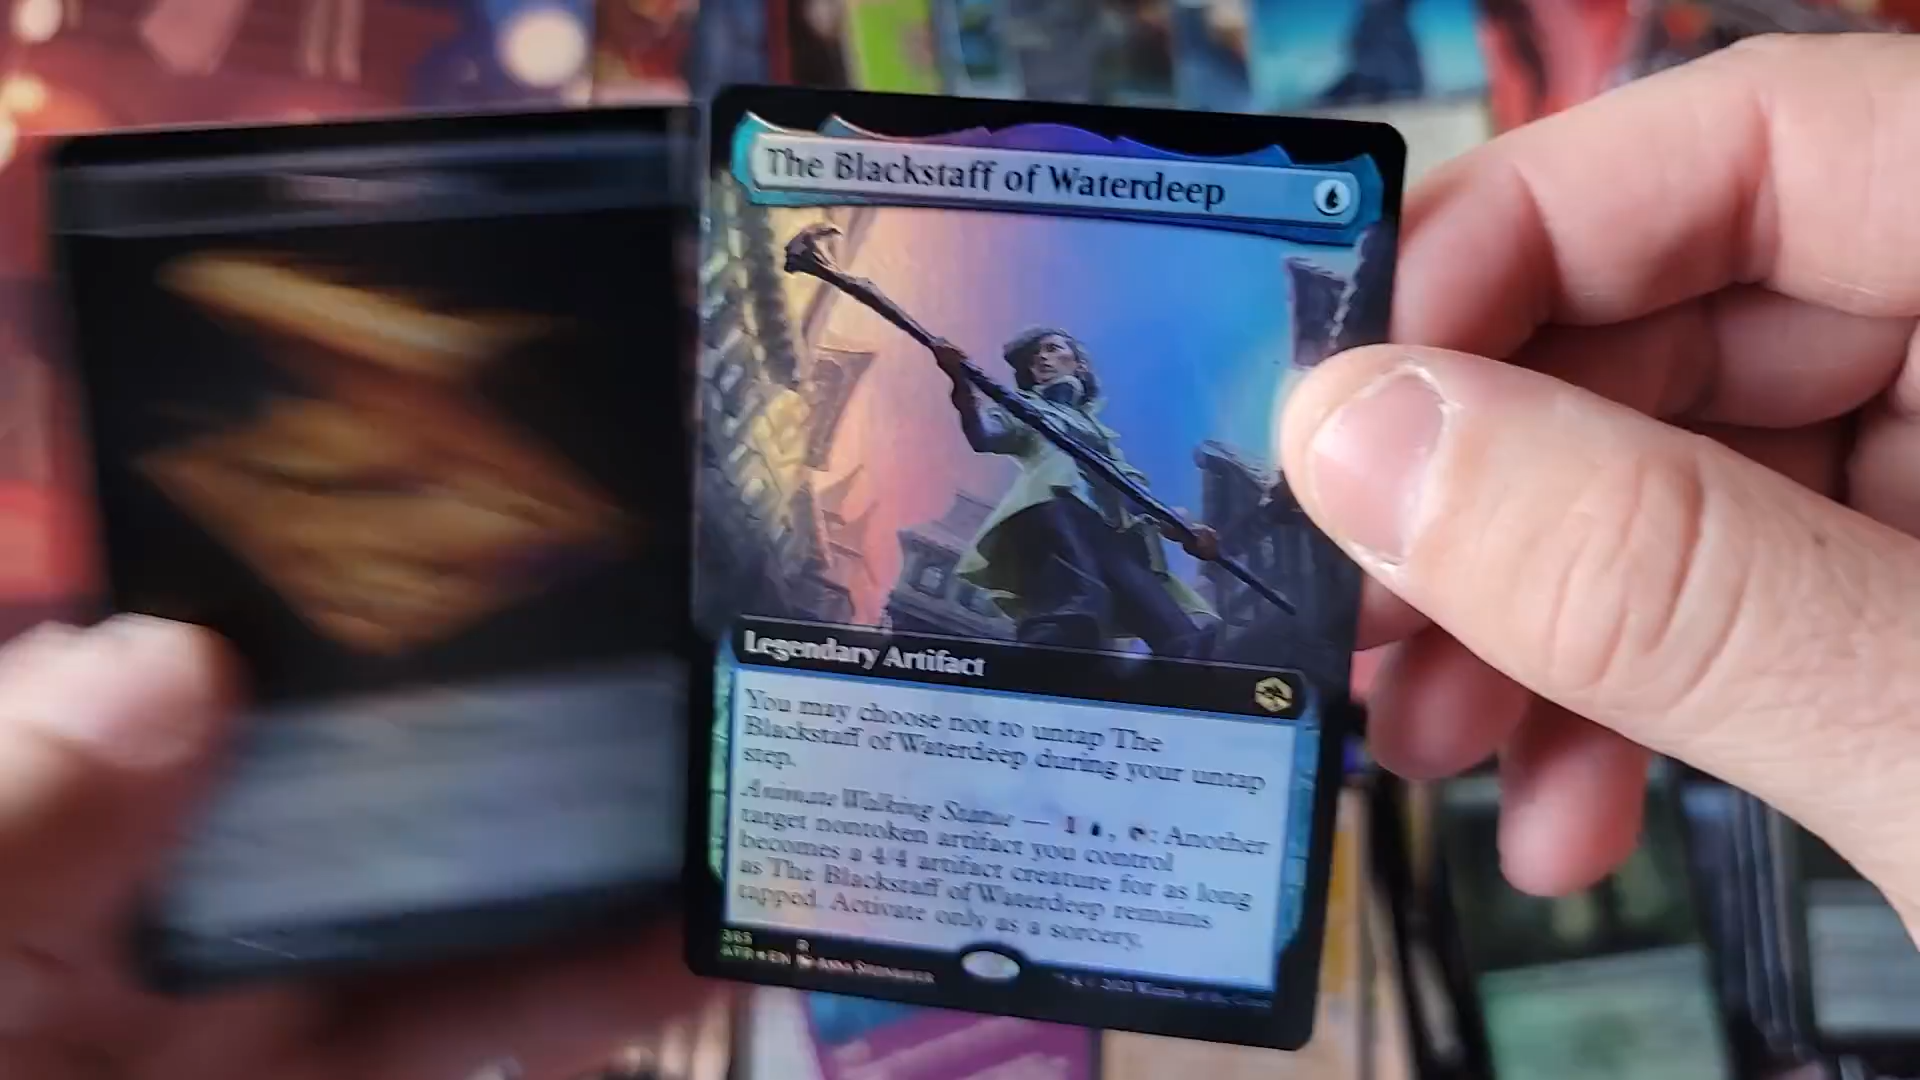 The Blackstaff of Waterdeep
Legendary Artifact
You may choose not to untap The
Blackstaff of Waterdeep during your untap
step.
Animate Walking Statue — 1 , : Another
target nontoken artifact you control
becomes a 4/4 artifact creature for as long
as The Blackstaff of Waterdeep remains
tapped. Activate only as a sorcery.
365 R
EN